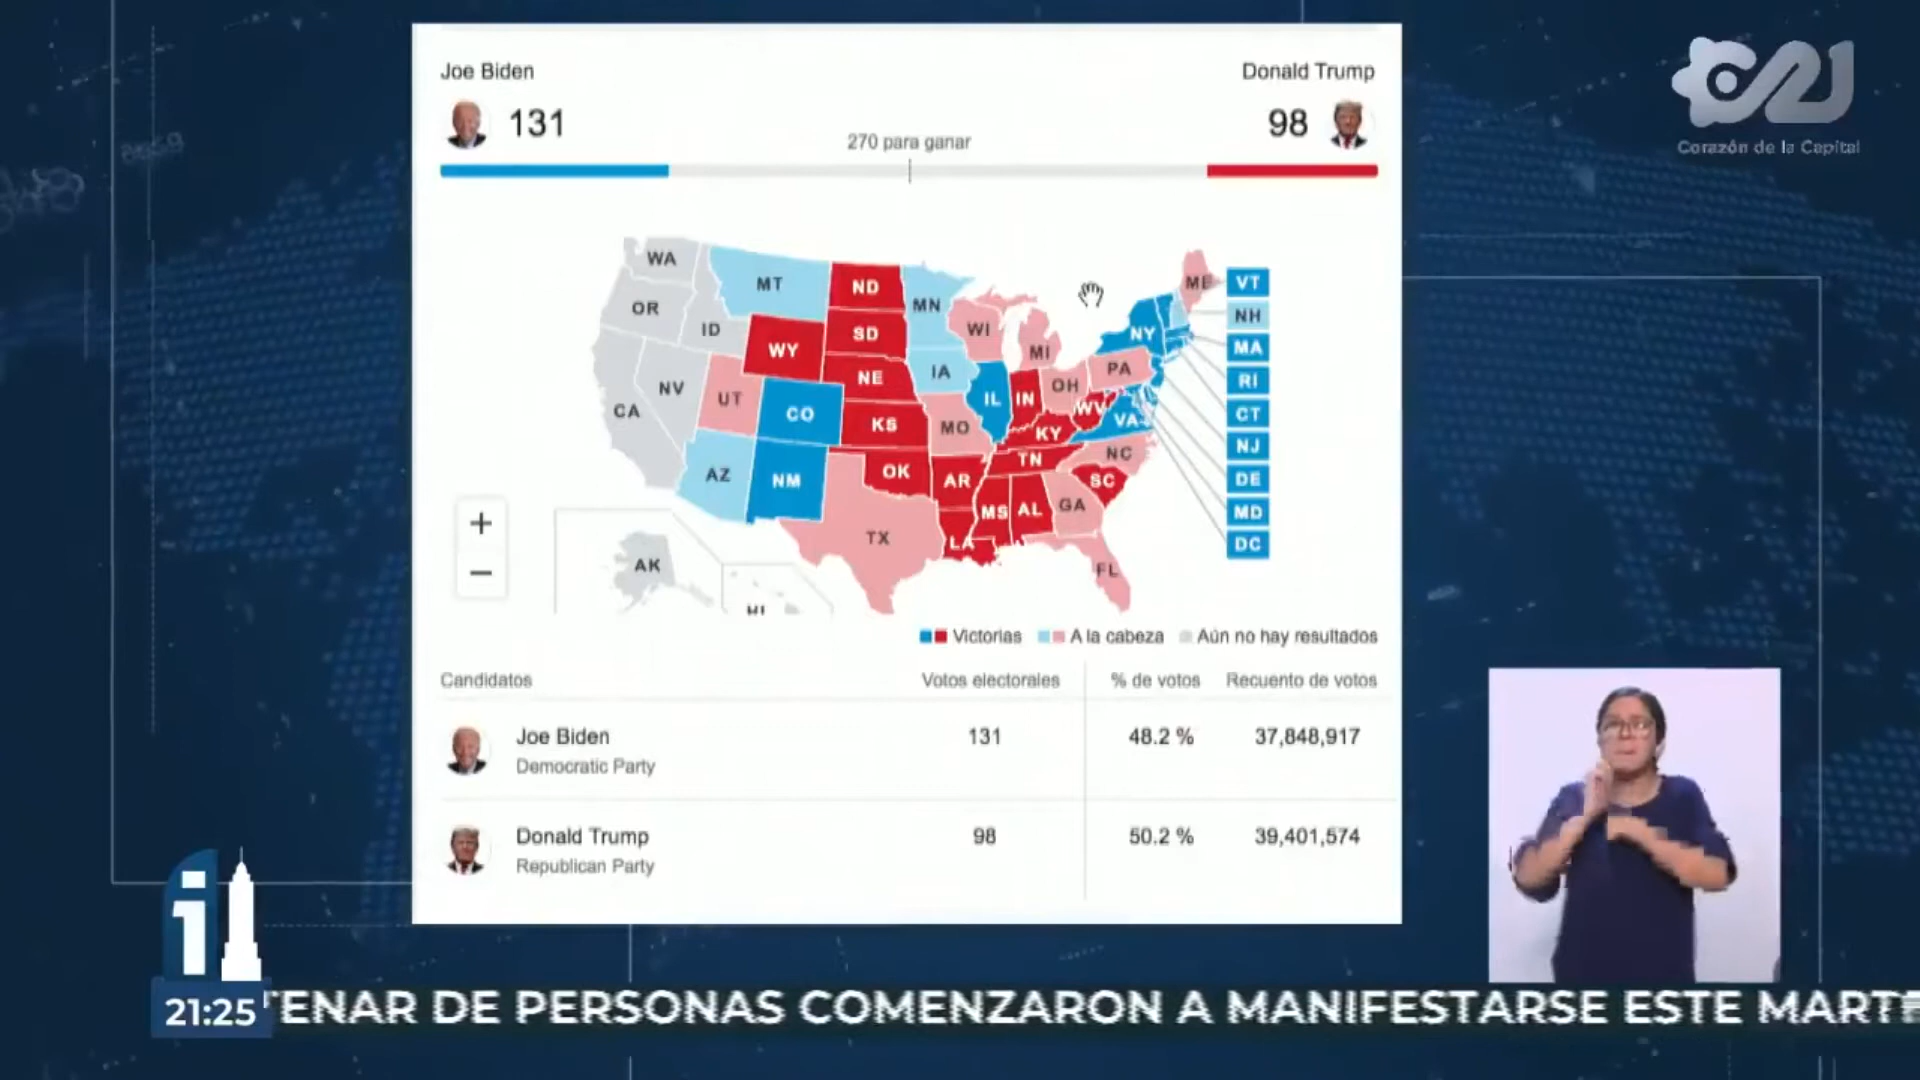 Joe Biden
Donald Trump
131
270 para ganar
98
Corazón de la Capital
WA
MT
ND
MN
ME
VT
OR
ID
SD
WI
NY
NH
WY
MI
MA
NV
UT
NE
IA
PA
RI
CA
CO
KS
IL
IN
OH
WV
VA
CT
MO
KY
NJ
AZ
NM
OK
AR
TN
NC
DE
SC
MS
AL
GA
MD
+
TX
LA
DC
−
AK
FL
HI
Victorias
A la cabeza
Aún no hay resultados
Candidatos
Votos electorales
% de votos
Recuento de votos
Joe Biden
131
48.2 %
37,848,917
Democratic Party
Donald Trump
98
50.2 %
39,401,574
Republican Party
21:25
TENAR DE PERSONAS COMENZARON A MANIFESTARSE ESTE MARTE